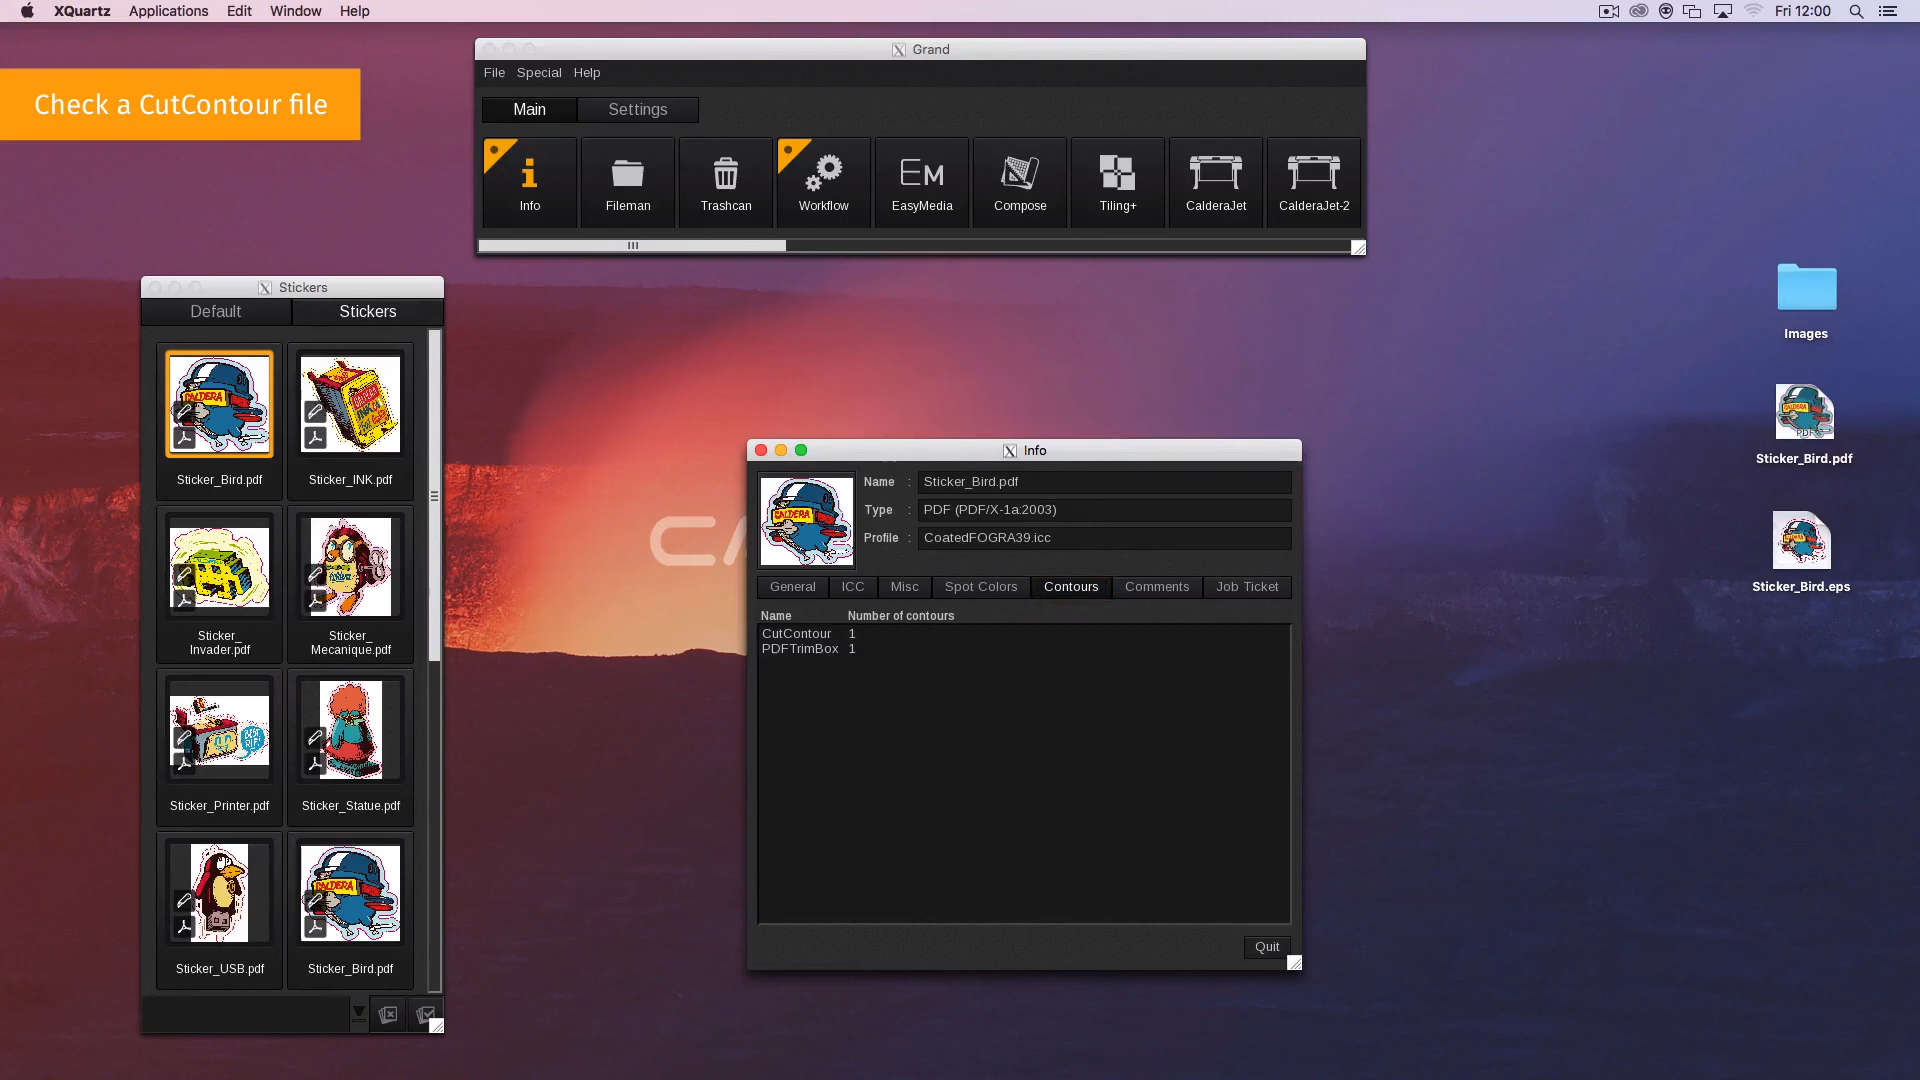 XQuartz Applications Edit Window Help
Fri 12:00
Check a CutContour file
Grand
File Special Help
Main Settings
Info Fileman Trashcan Workflow EasyMedia Compose Tiling+ CalderaJet CalderaJet-2
Stickers
Default Stickers
Sticker_Bird.pdf Sticker_INK.pdf
Sticker_
Invader.pdf
Sticker_
Mecanique.pdf
Sticker_Printer.pdf Sticker_Statue.pdf
Sticker_USB.pdf Sticker_Bird.pdf
Info
Name : Sticker_Bird.pdf
Type : PDF (PDF/X-1a:2003)
Profile : CoatedFOGRA39.icc
General ICC Misc Spot Colors Contours Comments Job Ticket
Name Number of contours
CutContour 1
PDFTrimBox 1
Quit
Images
Sticker_Bird.pdf
Sticker_Bird.eps